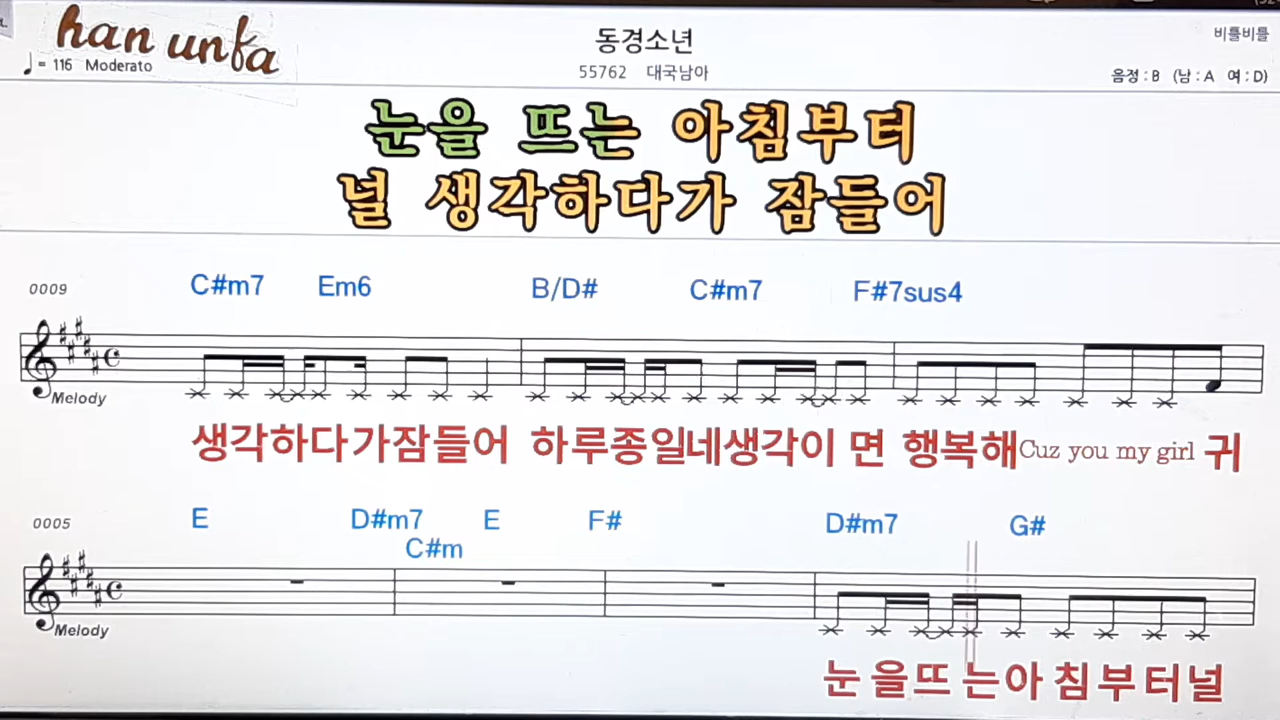 han unfa
동경소년
비틀비틀
♩= 116 Moderato
55762 대국남아
음정 : B (남 : A 여 : D)
눈을 뜨는 아침부터
널 생각하다가 잠들어
0009
C#m7 Em6 B/D# C#m7 F#7sus4
Melody
생각하다가잠들어 하루종일네생각이 면 행복해Cuz you my girl 귀
0005
E D#m7 E F# D#m7 G#
C#m
Melody
눈 을뜨 는아 침부터널